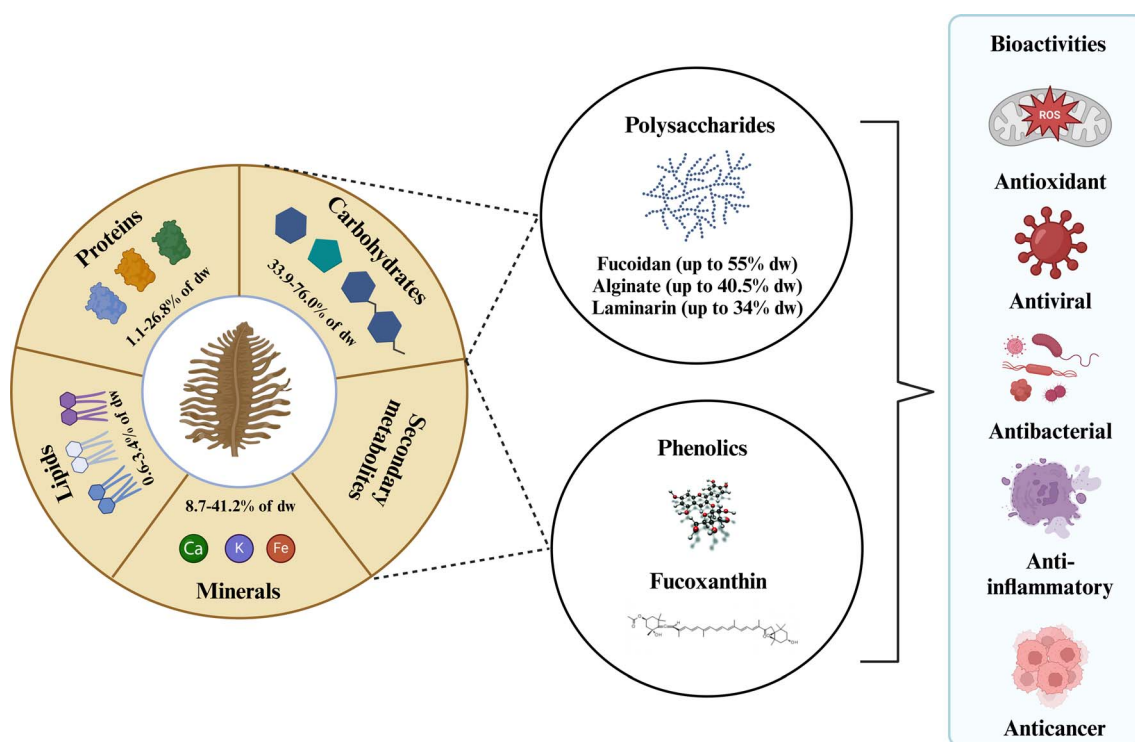 Proteins
1.1-26.8% of dw
Carbohydrates
33.9-76.0% of dw
Lipids
0.6-3.4% of dw
Secondary
metabolites
8.7-41.2% of dw
Ca
K
Fe
Minerals
Polysaccharides
Fucoidan (up to 55% dw)
Alginate (up to 40.5% dw)
Laminarin (up to 34% dw)
Phenolics
Fucoxanthin
Bioactivities
ROS
Antioxidant
Antiviral
Antibacterial
Anti-
inflammatory
Anticancer